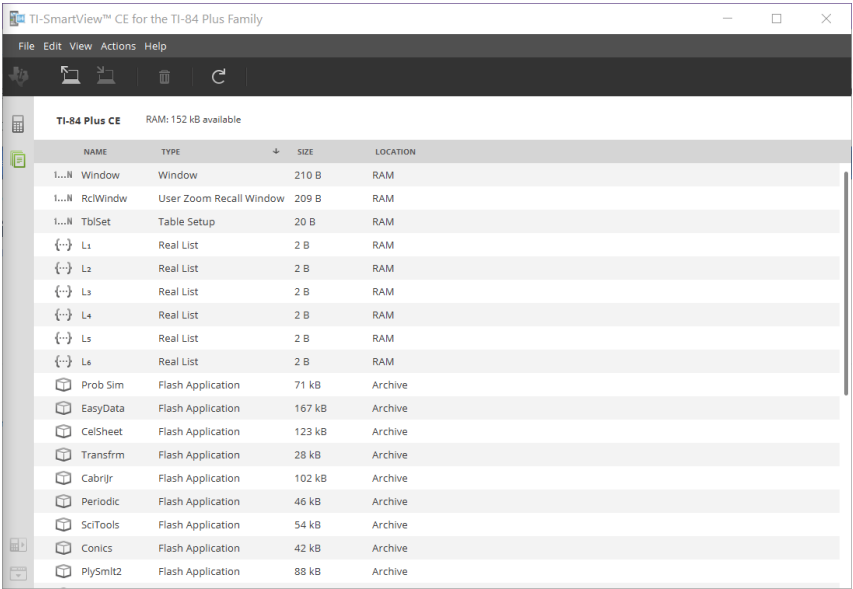 TI-SmartView™ CE for the TI-84 Plus Family
File Edit View Actions Help
TI-84 Plus CE RAM: 152 kB available
NAME TYPE SIZE LOCATION
1...N Window Window 210 B RAM
1...N RclWindw User Zoom Recall Window 209 B RAM
1...N TblSet Table Setup 20 B RAM
{···} L₁ Real List 2 B RAM
{···} L₂ Real List 2 B RAM
{···} L₃ Real List 2 B RAM
{···} L₄ Real List 2 B RAM
{···} L₅ Real List 2 B RAM
{···} L₆ Real List 2 B RAM
Prob Sim Flash Application 71 kB Archive
EasyData Flash Application 167 kB Archive
CelSheet Flash Application 123 kB Archive
Transfrm Flash Application 28 kB Archive
CabriJr Flash Application 102 kB Archive
Periodic Flash Application 46 kB Archive
SciTools Flash Application 54 kB Archive
Conics Flash Application 42 kB Archive
PlySmlt2 Flash Application 88 kB Archive